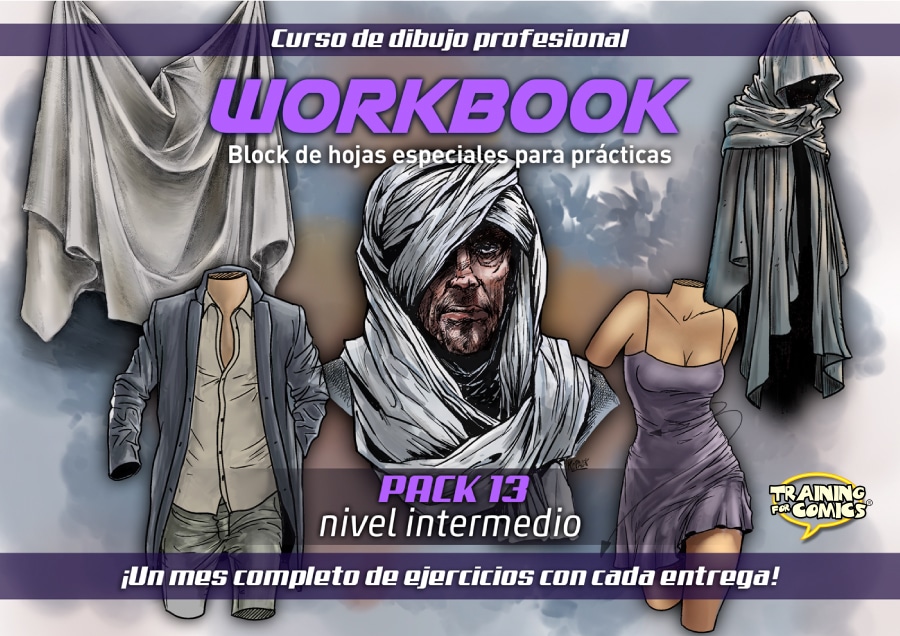 Curso de dibujo profesional
WORKBOOK
Block de hojas especiales para prácticas
PACK 13
nivel intermedio
TRAINING
FOR COMICS®
¡Un mes completo de ejercicios con cada entrega!